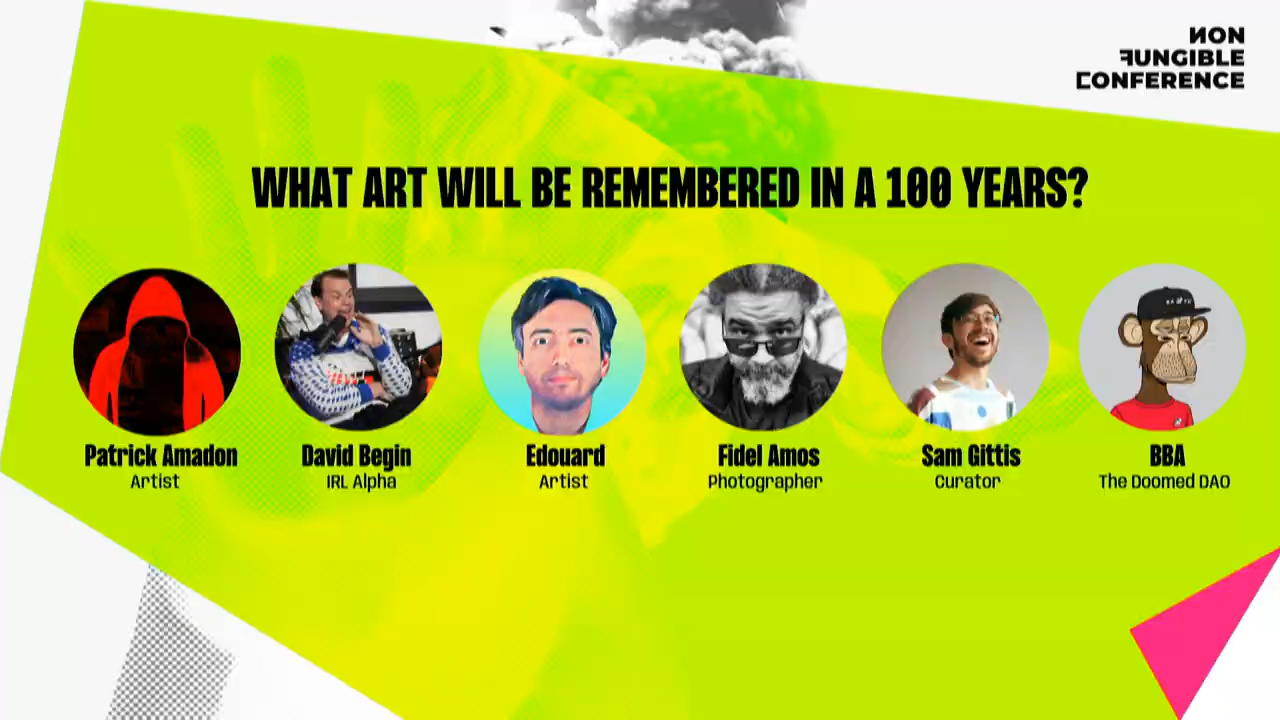 NON
FUNGIBLE
CONFERENCE
WHAT ART WILL BE REMEMBERED IN A 100 YEARS?
Patrick Amadon
Artist
David Begin
IRL Alpha
Edouard
Artist
Fidel Amos
Photographer
Sam Gittis
Curator
BBA
The Doomed DAO